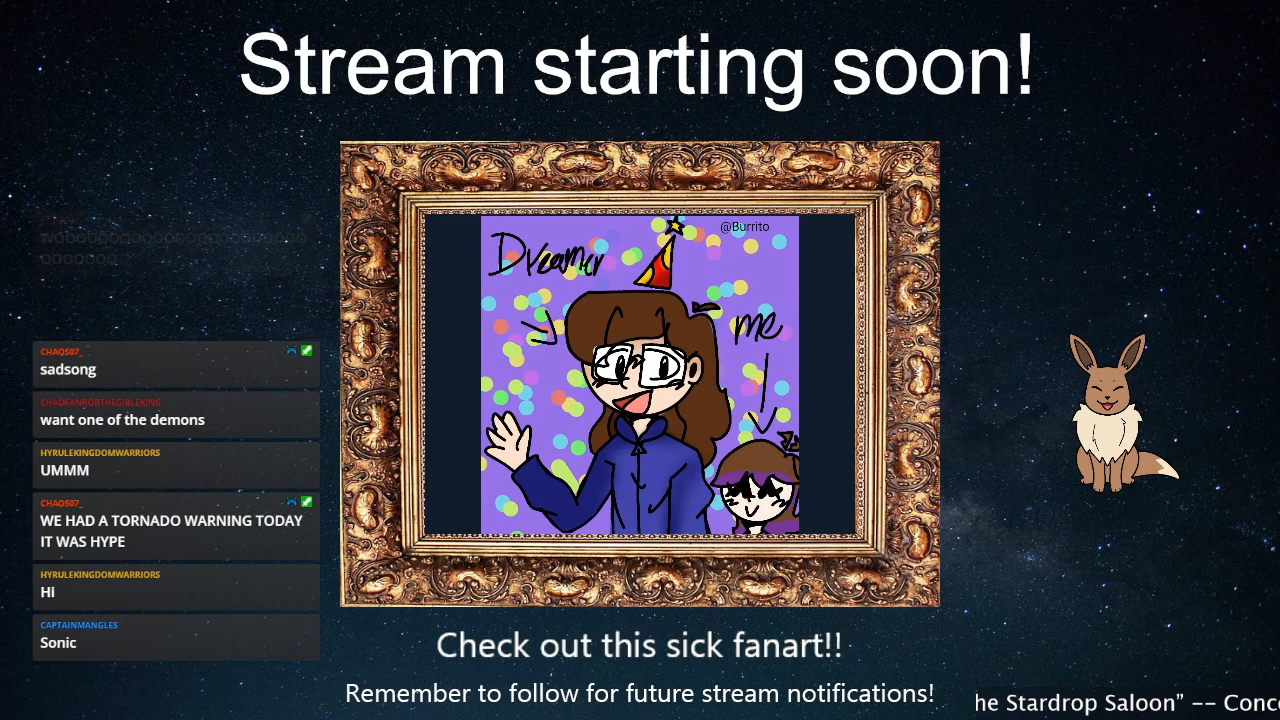 Stream starting soon!
@Burrito
Dreamer
me
CHAOS07_
sadsong
CHAOFANROBTHEGIBLEKING
want one of the demons
HYRULEKINGDOMWARRIORS
UMMM
CHAOS07_
WE HAD A TORNADO WARNING TODAY
IT WAS HYPE
HYRULEKINGDOMWARRIORS
Hi
CAPTAINMANGLES
Sonic
Check out this sick fanart!!
Remember to follow for future stream notifications!
he Stardrop Saloon” -- Conc